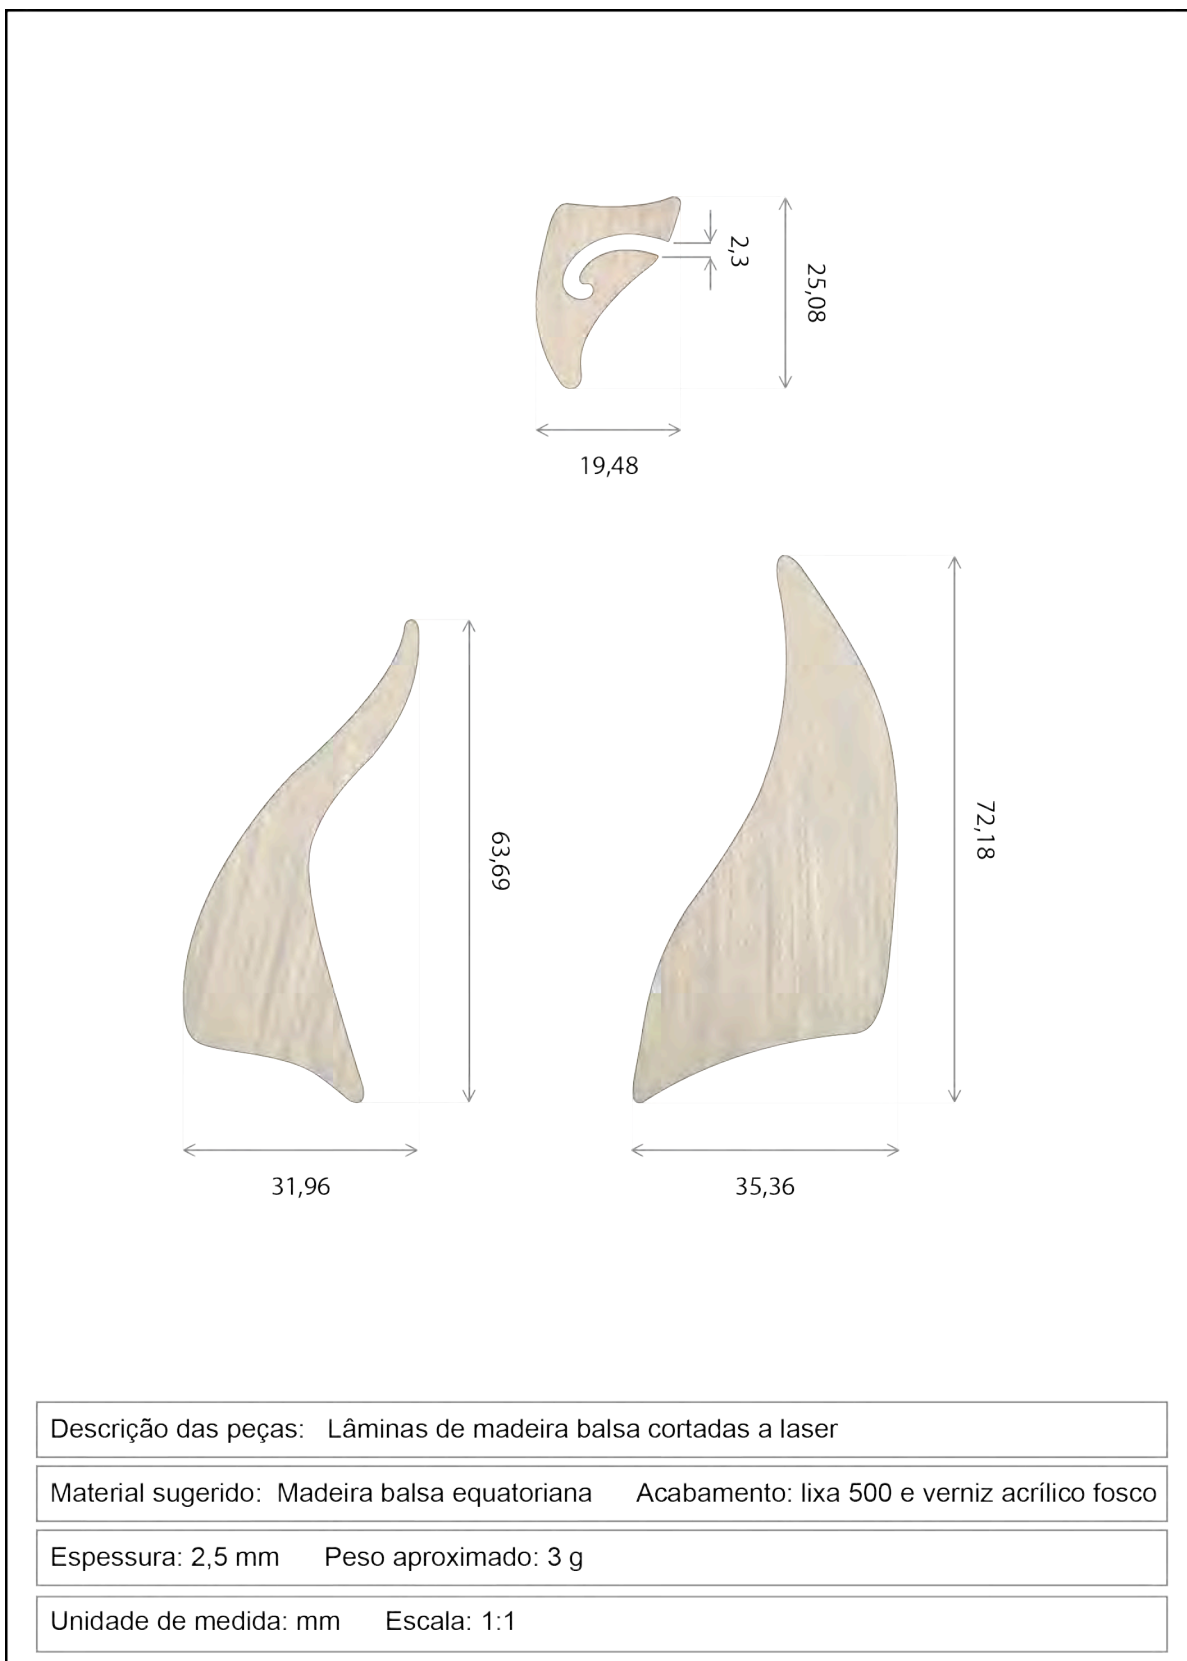 2,3
25,08
19,48
63,69
72,18
31,96
35,36
Descrição das peças: Lâminas de madeira balsa cortadas a laser
Material sugerido: Madeira balsa equatoriana Acabamento: lixa 500 e verniz acrílico fosco
Espessura: 2,5 mm Peso aproximado: 3 g
Unidade de medida: mm Escala: 1:1